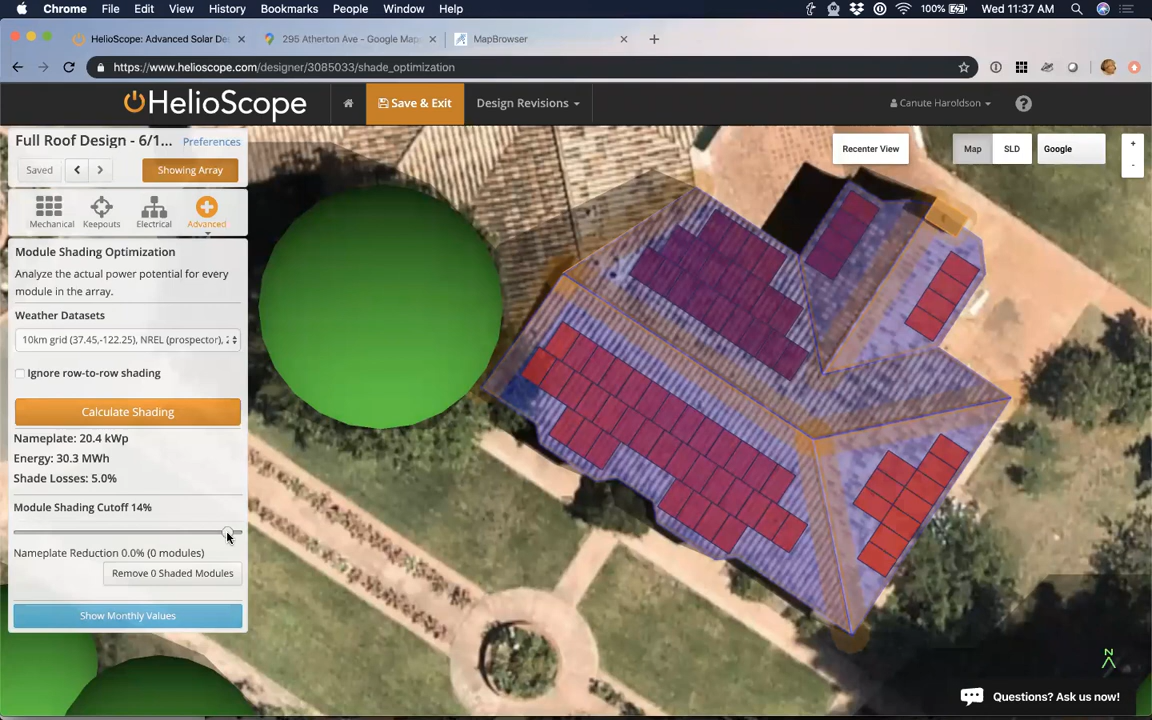 Chrome File Edit View History Bookmarks People Window Help 100% Wed 11:37 AM
HelioScope: Advanced Solar De
295 Atherton Ave - Google Map
MapBrowser
https://www.helioscope.com/designer/3085033/shade_optimization
HelioScope
Save & Exit
Design Revisions
Canute Haroldson
Full Roof Design - 6/1...
Preferences
Saved
Showing Array
Recenter View
Map
SLD
Google
+
-
Mechanical
Keepouts
Electrical
Advanced
Module Shading Optimization
Analyze the actual power potential for every
module in the array.
Weather Datasets
10km grid (37.45,-122.25), NREL (prospector),
Ignore row-to-row shading
Calculate Shading
Nameplate: 20.4 kWp
Energy: 30.3 MWh
Shade Losses: 5.0%
Module Shading Cutoff 14%
Nameplate Reduction 0.0% (0 modules)
Remove 0 Shaded Modules
Show Monthly Values
N
Questions? Ask us now!